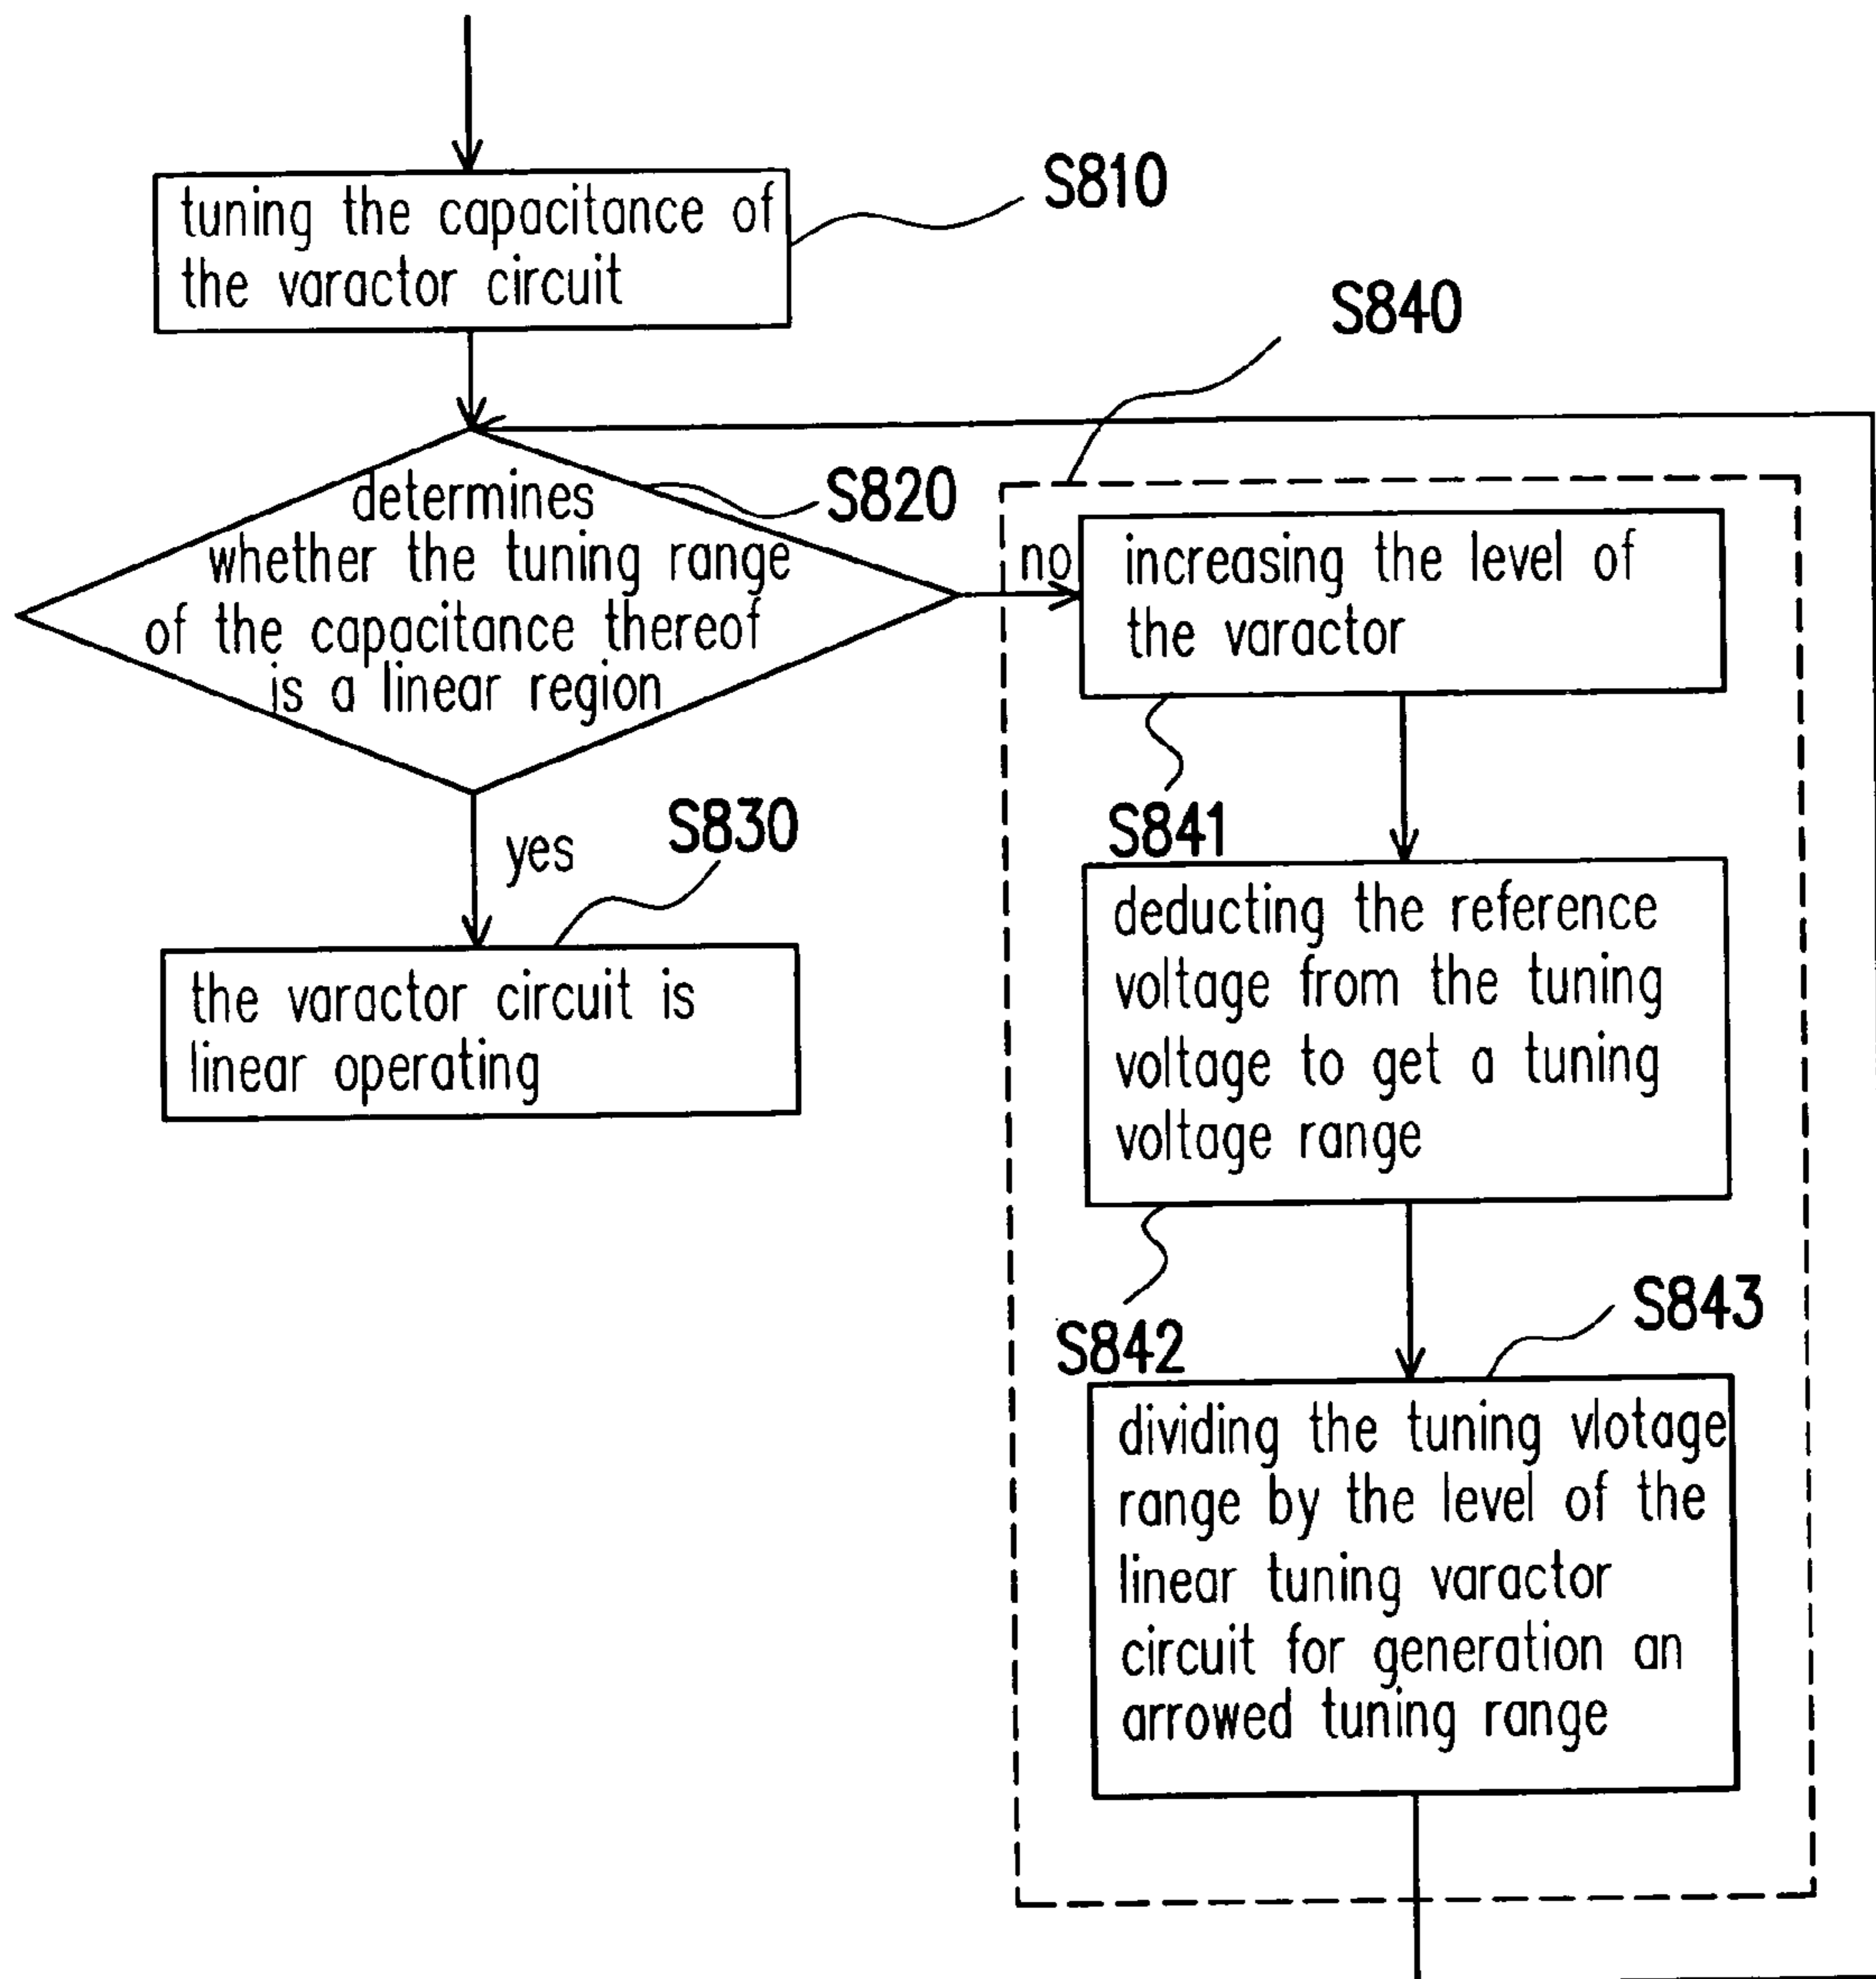 tuning the capacitance of
the varactor circuit
S810
S840
determines
whether the tuning range
of the capacitance thereof
is a linear region
S820
no
increasing the level of
the varactor
S841
yes
S830
the varactor circuit is
linear operating
deducting the reference
voltage from the tuning
voltage to get a tuning
voltage range
S842
S843
dividing the tuning vlotage
range by the level of the
linear tuning varactor
circuit for generation an
arrowed tuning range